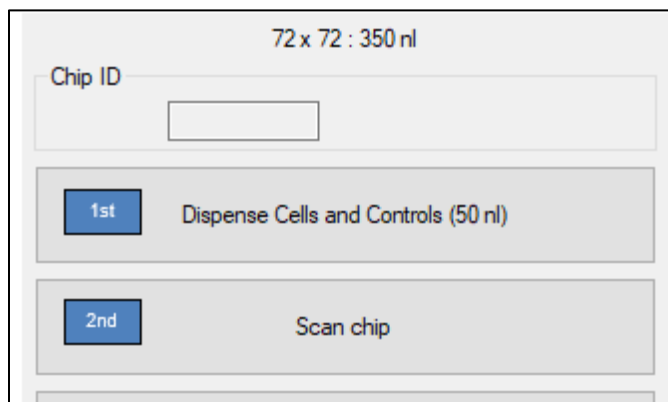 72 x 72 : 350 nl
Chip ID
1st Dispense Cells and Controls (50 nl)
2nd Scan chip